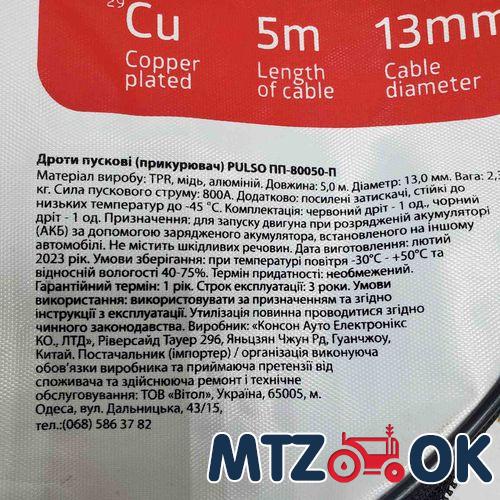 29
Cu 5m 13mm
Copper Length Cable
plated of cable diameter
Дроти пускові (прикурювач) PULSO ПП-80050-П
Матеріал виробу: TPR, мідь, алюміній. Довжина: 5,0 м. Діаметр: 13,0 мм. Вага: 2,3
кг. Сила пускового струму: 800А. Додатково: посилені затискачі, стійкі до
низьких температур до -45 °С. Комплектація: червоний дріт - 1 од., чорний
дріт - 1 од. Призначення: для запуску двигуна при розрядженій акумуляторі
(АКБ) за допомогою зарядженого акумулятора, встановленого на іншому
автомобілі. Не містить шкідливих речовин. Дата виготовлення: лютий
2023 рік. Умови зберігання: при температурі повітря -30°С - +50°С та
відносній вологості 40-75%. Термін придатності: необмежений.
Гарантійний термін: 1 рік. Строк експлуатації: 3 роки. Умови
використання: використовувати за призначенням та згідно
інструкції з експлуатації. Утилізація повинна проводитися згідно
чинного законодавства. Виробник: «Консон Ауто Електронікс
КО., ЛТД», Ріверсайд Тауер 296, Яньцзян Чжун Рд, Гуанчжоу,
Китай. Постачальник (імпортер) / організація виконуюча
обов'язки виробника та приймаюча претензії від
споживача та здійснююча ремонт і технічне
обслуговування: ТОВ «Вітол», Україна, 65005, м.
Одеса, вул. Дальницька, 43/15,
тел.:(068) 586 37 82
MTZ OK